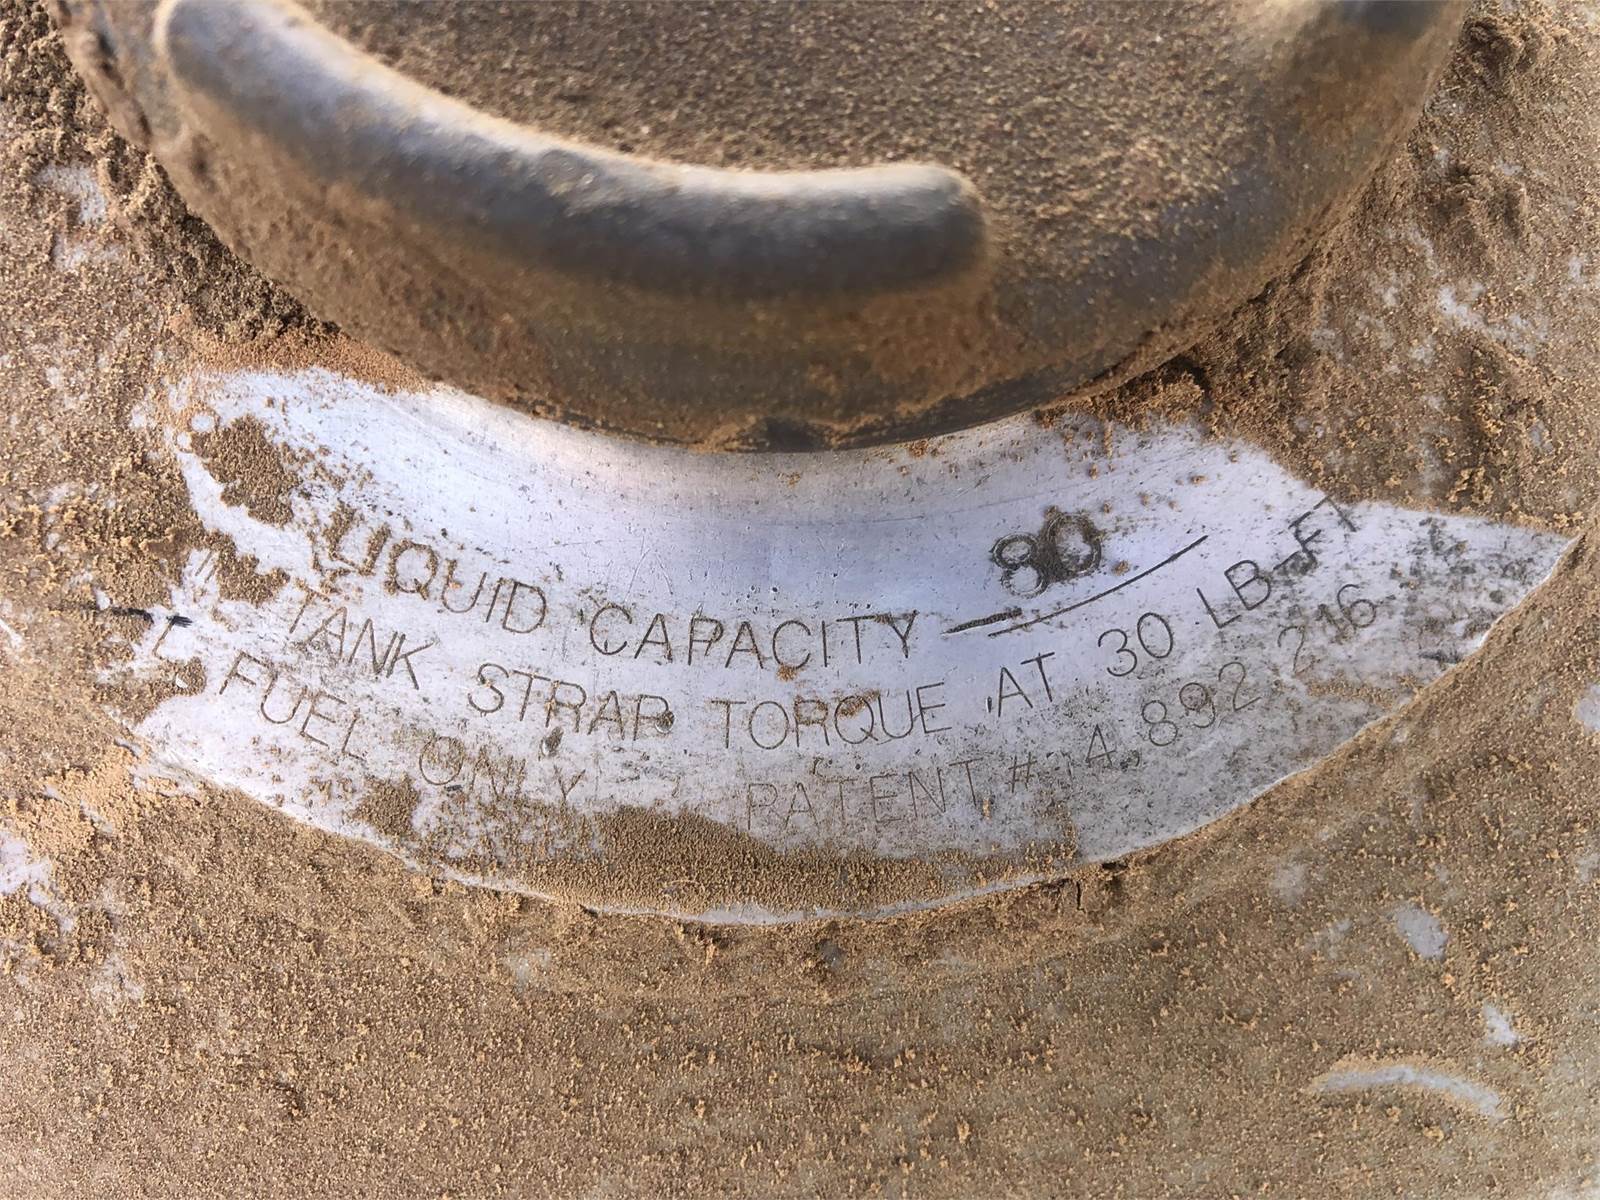 LIQUID CAPACITY 80
TANK STRAP TORQUE AT 30 LB-FT
FUEL ONLY PATENT # 4,892,216